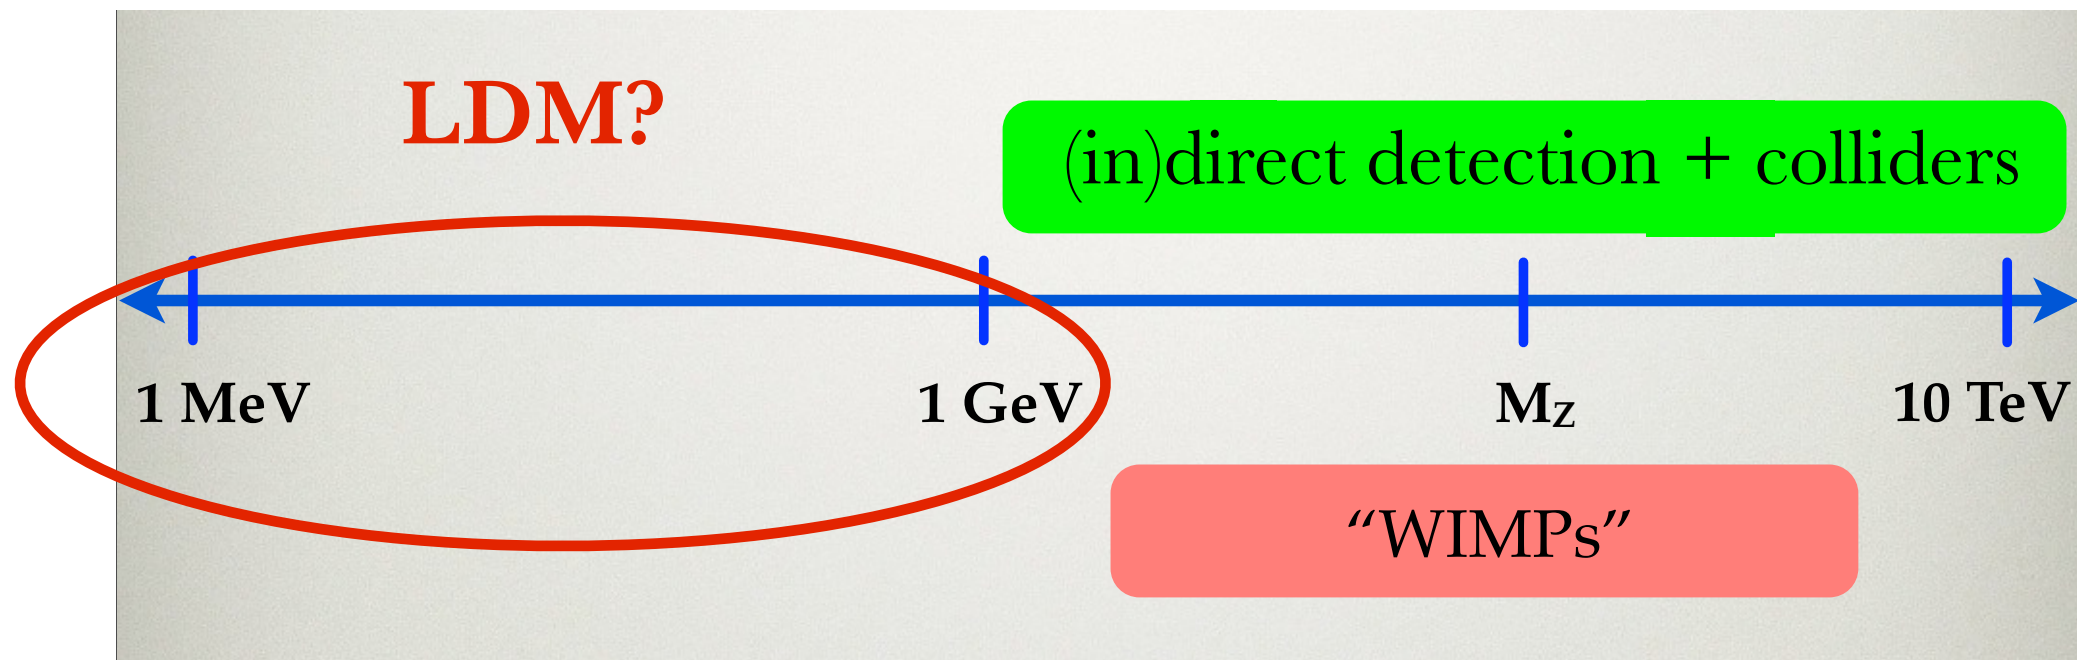 LDM?
(in)direct detection + colliders
1 MeV 1 GeV MZ 10 TeV
“WIMPs”